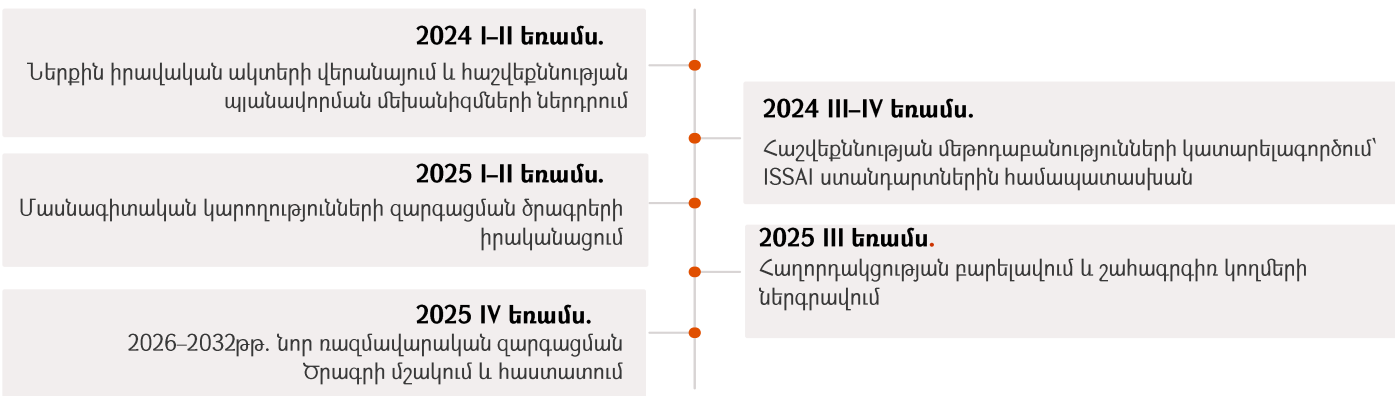 2024 I–II եռամս.
Ներքին իրավական ակտերի վերանայում և հաշվեքննության
պլանավորման մեխանիզմների ներդրում
2024 III–IV եռամս.
Հաշվեքննության մեթոդաբանությունների կատարելագործում՝
ISSAI ստանդարտներին համապատասխան
2025 I–II եռամս.
Մասնագիտական կարողությունների զարգացման ծրագրերի
իրականացում
2025 III եռամս.
Հաղորդակցության բարելավում և շահագրգիռ կողմերի
ներգրավում
2025 IV եռամս.
2026–2032թթ. նոր ռազմավարական զարգացման
Ծրագրի մշակում և հաստատում